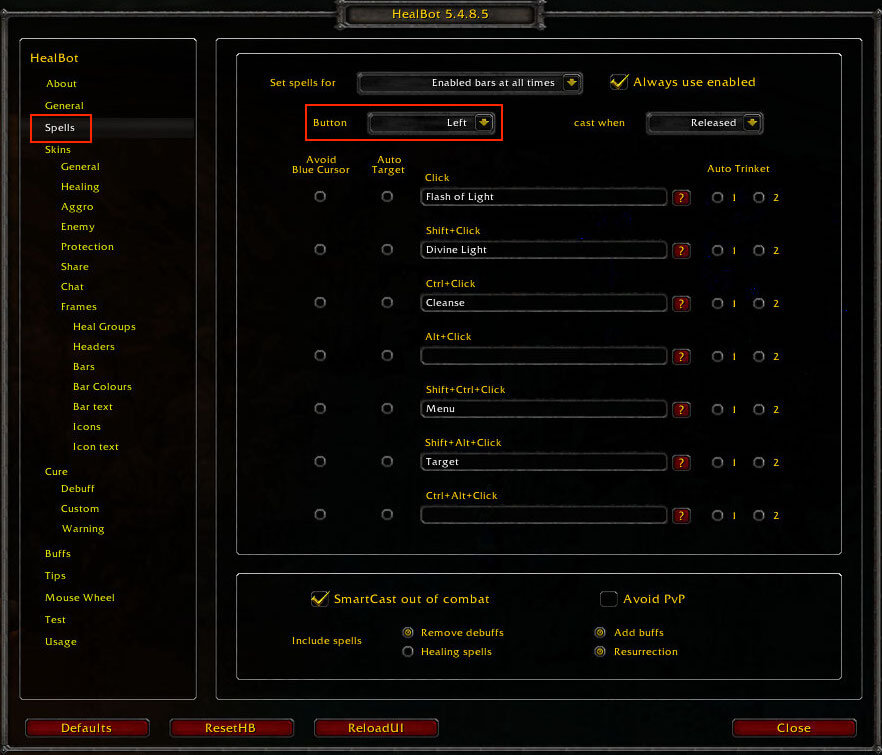 HealBot 5.4.8.5
HealBot
About
General
Spells
Skins
General
Healing
Aggro
Enemy
Protection
Share
Chat
Frames
Heal Groups
Headers
Bars
Bar Colours
Bar text
Icons
Icon text
Cure
Debuff
Custom
Warning
Buffs
Tips
Mouse Wheel
Test
Usage
Set spells for Enabled bars at all times Always use enabled
Button Left cast when Released
Avoid Blue Cursor
Auto Target
Auto Trinket
Click
Flash of Light ? 1 2
Shift+Click
Divine Light ? 1 2
Ctrl+Click
Cleanse ? 1 2
Alt+Click
? 1 2
Shift+Ctrl+Click
Menu ? 1 2
Shift+Alt+Click
Target ? 1 2
Ctrl+Alt+Click
? 1 2
SmartCast out of combat Avoid PvP
Include spells
Remove debuffs Add buffs
Healing spells Resurrection
Defaults ResetHB ReloadUI Close